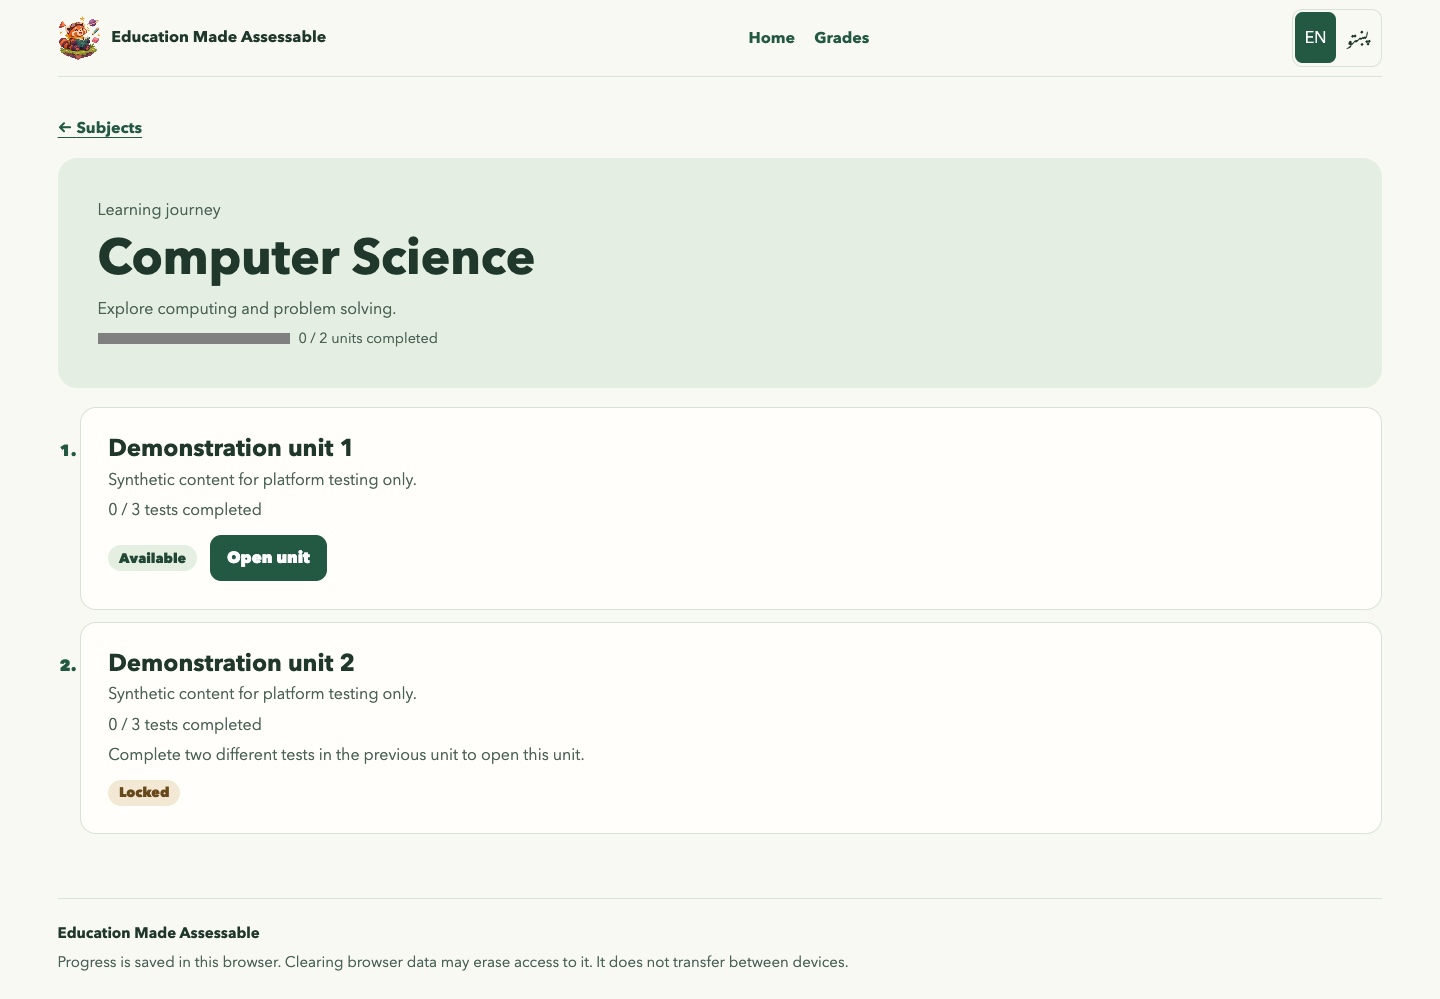 Education Made Assessable
Home Grades
EN پښتو
← Subjects
Learning journey
Computer Science
Explore computing and problem solving.
0 / 2 units completed
1. Demonstration unit 1
Synthetic content for platform testing only.
0 / 3 tests completed
Available Open unit
2. Demonstration unit 2
Synthetic content for platform testing only.
0 / 3 tests completed
Complete two different tests in the previous unit to open this unit.
Locked
Education Made Assessable
Progress is saved in this browser. Clearing browser data may erase access to it. It does not transfer between devices.